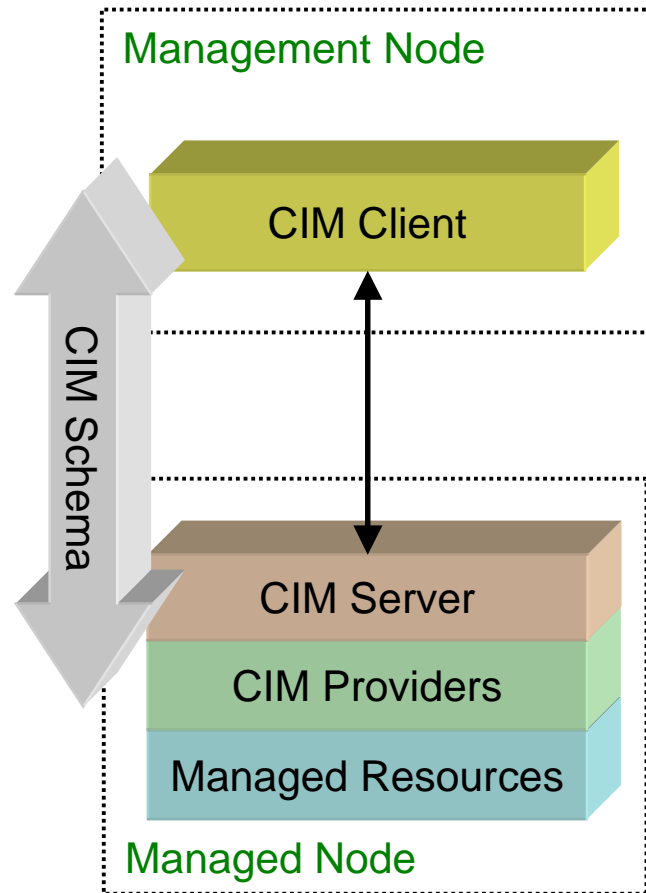 Management Node
CIM Client
CIM Schema
CIM Server
CIM Providers
Managed Resources
Managed Node